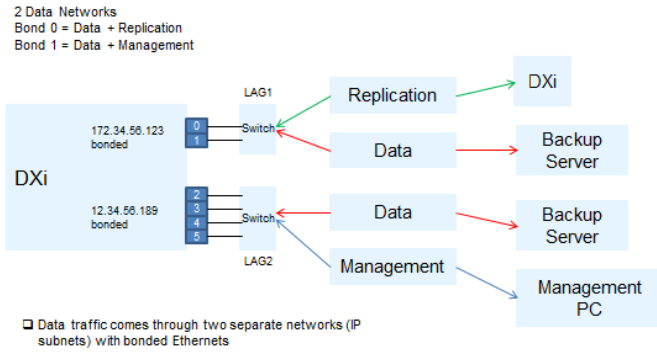 2 Data Networks
Bond 0 = Data + Replication
Bond 1 = Data + Management
LAG1
Replication
DXi
172.34.56.123
bonded
0
1
Switch
Data
Backup
Server
DXi
12.34.56.189
bonded
2
3
4
5
Switch
Data
Backup
Server
LAG2
Management
Management
PC
❑ Data traffic comes through two separate networks (IP
subnets) with bonded Ethernets